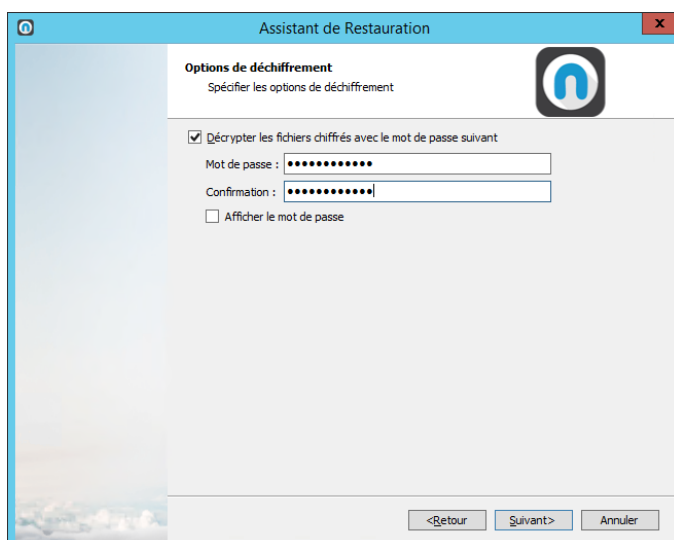 Assistant de Restauration
x
Options de déchiffrement
Spécifier les options de déchiffrement
Décrypter les fichiers chiffrés avec le mot de passe suivant
Mot de passe : ●●●●●●●●●●●●
Confirmation : ●●●●●●●●●●●●
Afficher le mot de passe
<Retour Suivant> Annuler